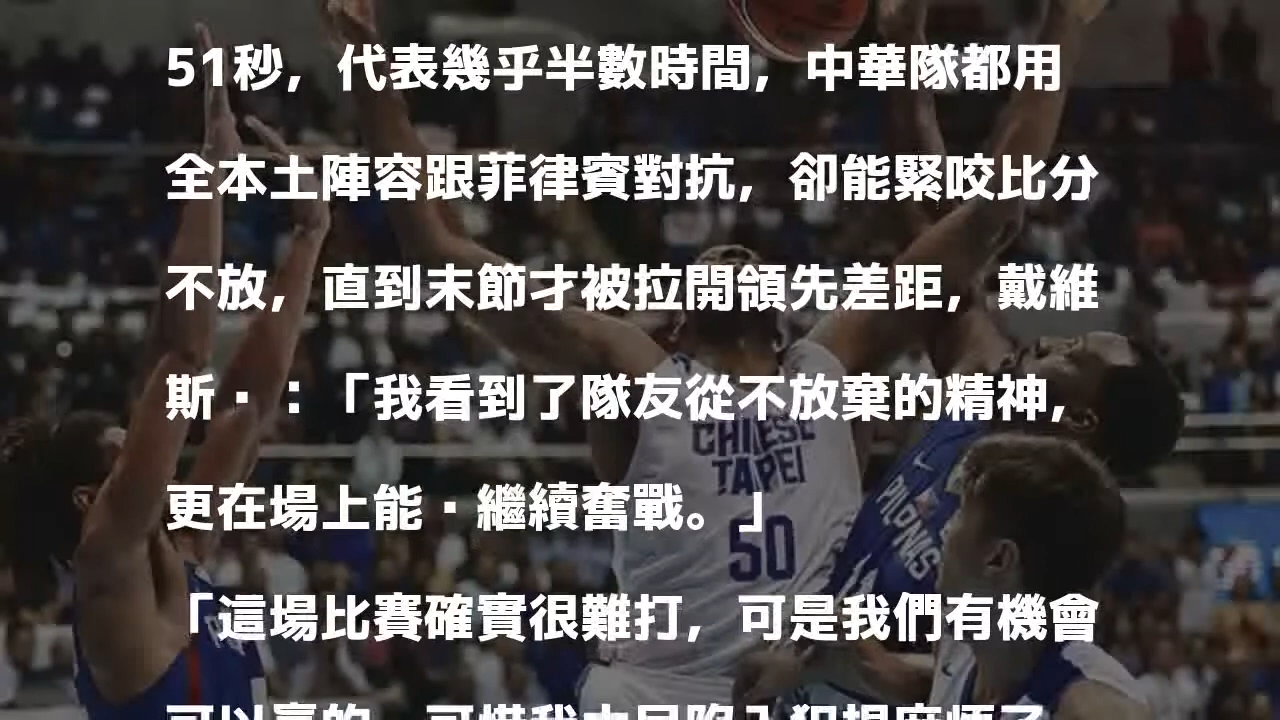 51秒，代表幾乎半數時間，中華隊都用
全本土陣容跟菲律賓對抗，卻能緊咬比分
不放，直到末節才被拉開領先差距，戴維
斯·：「我看到了隊友從不放棄的精神，
更在場上能·繼續奮戰。」
「這場比賽確實很難打，可是我們有機會
CHINESE
TAIPEI
50
PILIPINAS